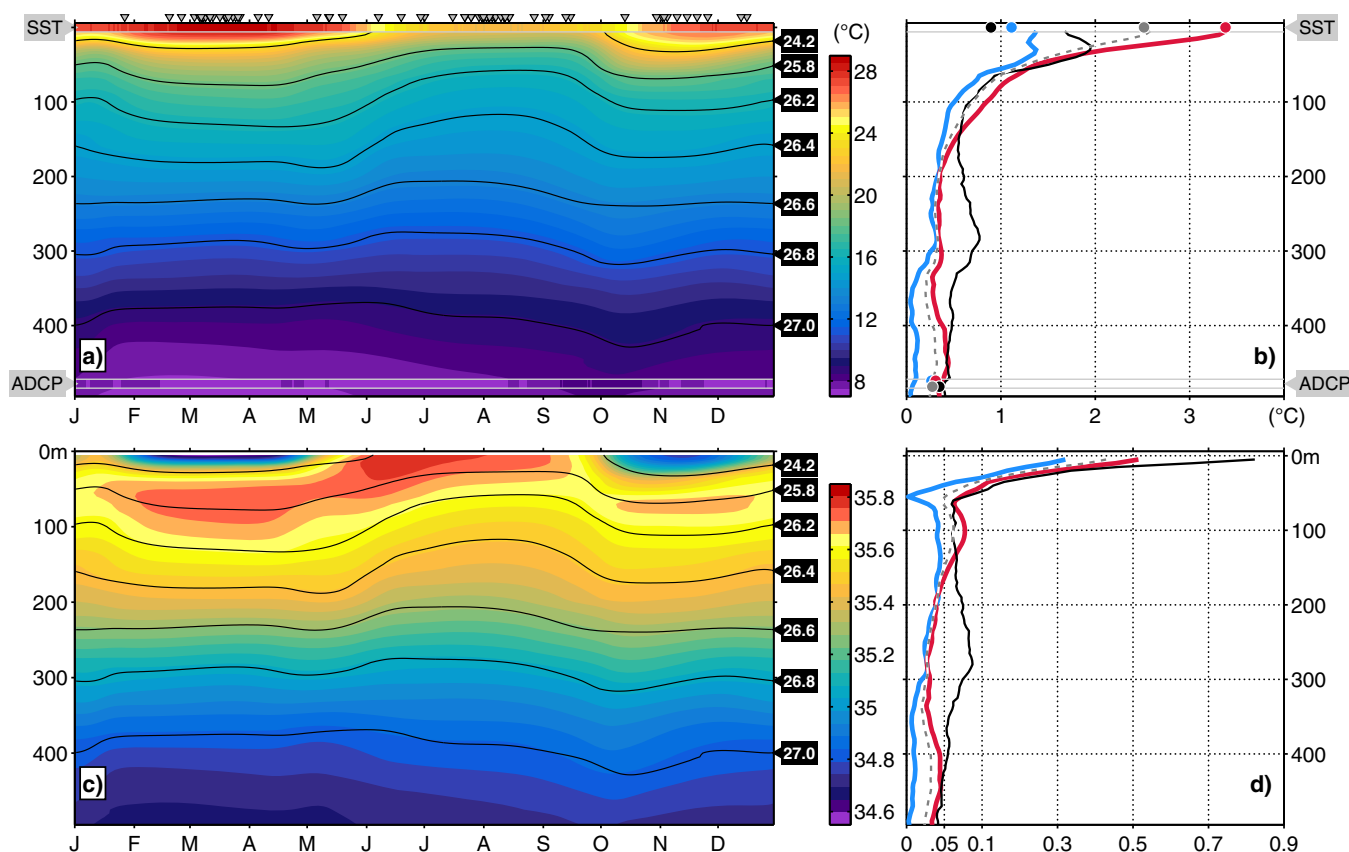 SST
100
200
300
400
ADCP
a)
J F M A M J J A S O N D
24.2
25.8
26.2
26.4
26.6
26.8
27.0
(°C)
28
24
20
16
12
8
b)
SST
100
200
300
400
ADCP
0 1 2 3 (°C)
0m
100
200
300
400
c)
J F M A M J J A S O N D
24.2
25.8
26.2
26.4
26.6
26.8
27.0
35.8
35.6
35.4
35.2
35
34.8
34.6
0m
100
200
300
400
d)
0 .05 0.1 0.3 0.5 0.7 0.9